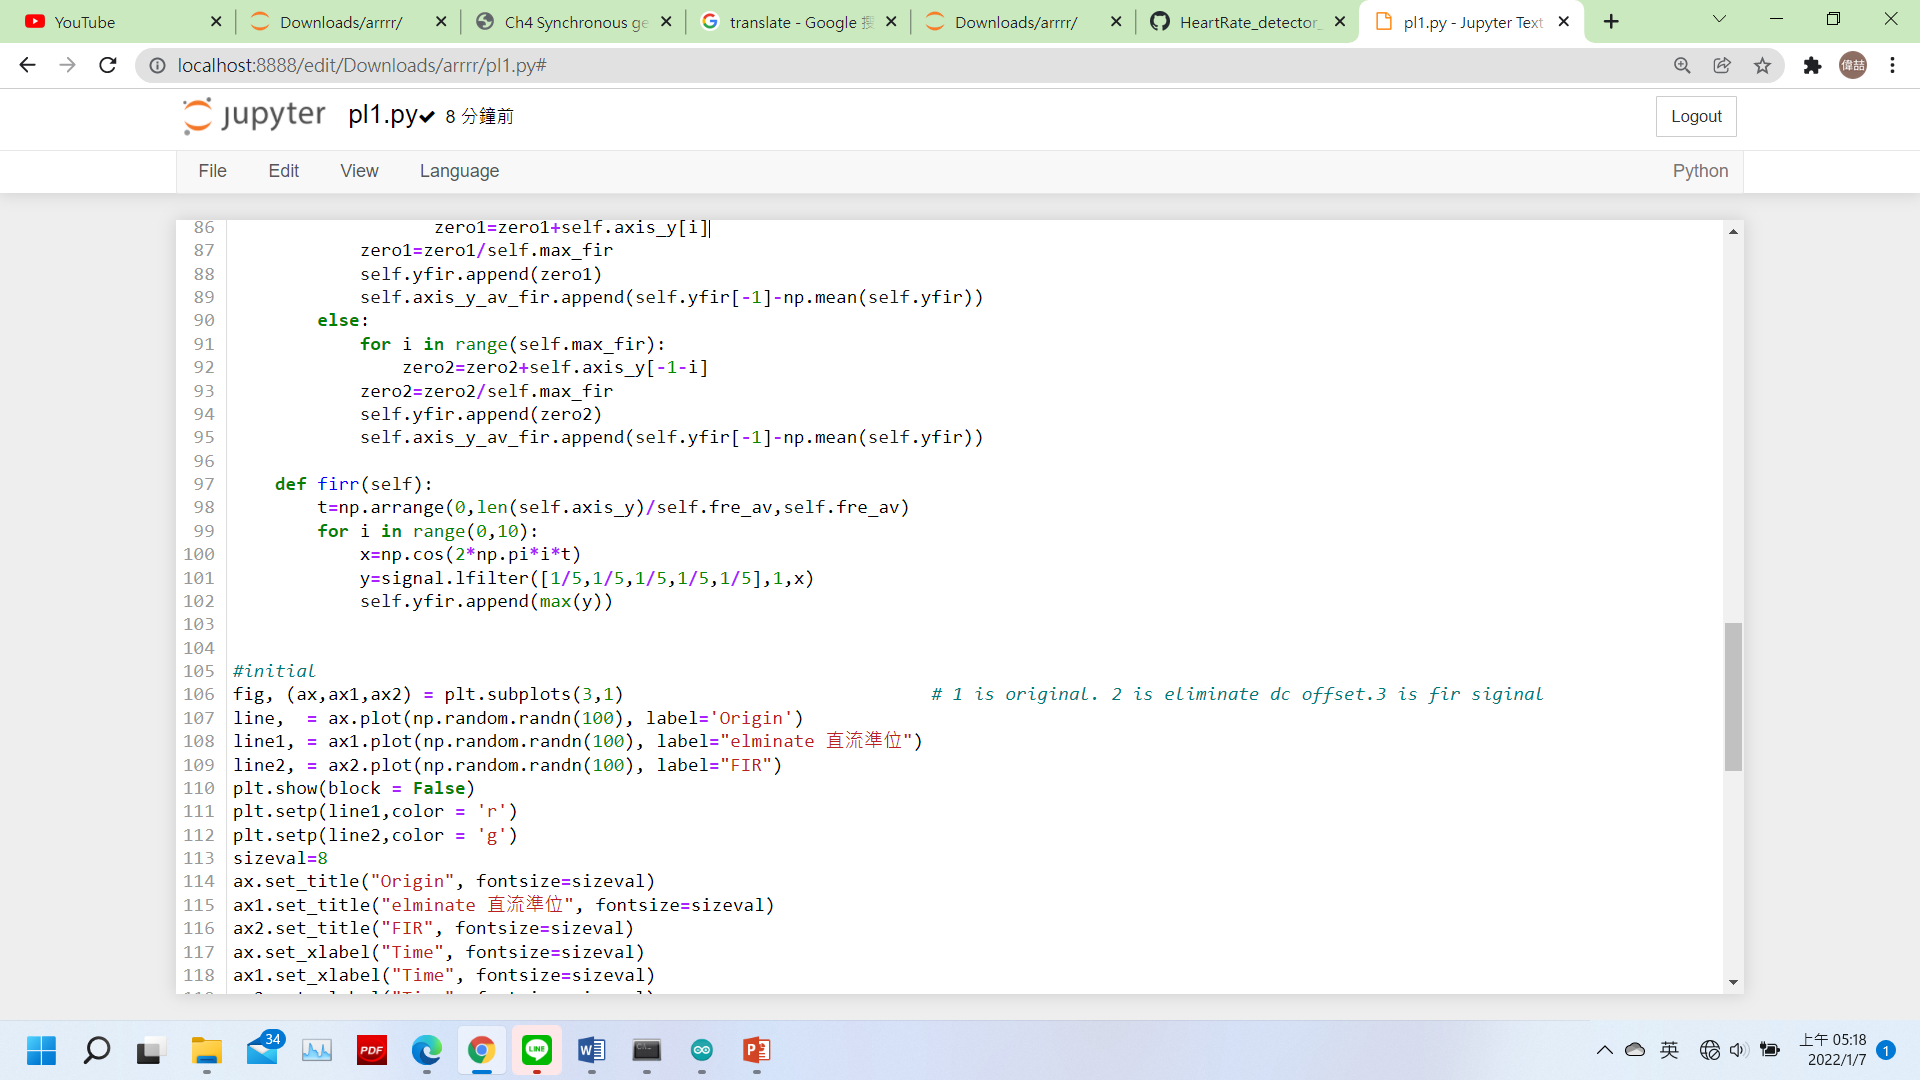 YouTube
Downloads/arrrr/
Ch4 Synchronous ge
translate - Google 搜
Downloads/arrrr/
HeartRate_detector_
pl1.py - Jupyter Text
localhost:8888/edit/Downloads/arrrr/pl1.py#
偉喆
jupyter pl1.py✔ 8 分鐘前
Logout
File Edit View Language
Python
86 zero1=zero1+self.axis_y[i]
87 zero1=zero1/self.max_fir
88 self.yfir.append(zero1)
89 self.axis_y_av_fir.append(self.yfir[-1]-np.mean(self.yfir))
90 else:
91 for i in range(self.max_fir):
92 zero2=zero2+self.axis_y[-1-i]
93 zero2=zero2/self.max_fir
94 self.yfir.append(zero2)
95 self.axis_y_av_fir.append(self.yfir[-1]-np.mean(self.yfir))
96
97 def firr(self):
98 t=np.arrange(0,len(self.axis_y)/self.fre_av,self.fre_av)
99 for i in range(0,10):
100 x=np.cos(2*np.pi*i*t)
101 y=signal.lfilter([1/5,1/5,1/5,1/5,1/5],1,x)
102 self.yfir.append(max(y))
103
104
105 #initial
106 fig, (ax,ax1,ax2) = plt.subplots(3,1) # 1 is original. 2 is eliminate dc offset.3 is fir siginal
107 line, = ax.plot(np.random.randn(100), label='Origin')
108 line1, = ax1.plot(np.random.randn(100), label="elminate 直流準位")
109 line2, = ax2.plot(np.random.randn(100), label="FIR")
110 plt.show(block = False)
111 plt.setp(line1,color = 'r')
112 plt.setp(line2,color = 'g')
113 sizeval=8
114 ax.set_title("Origin", fontsize=sizeval)
115 ax1.set_title("elminate 直流準位", fontsize=sizeval)
116 ax2.set_title("FIR", fontsize=sizeval)
117 ax.set_xlabel("Time", fontsize=sizeval)
118 ax1.set_xlabel("Time", fontsize=sizeval)
34
PDF
LINE
英
上午 05:18
2022/1/7
1